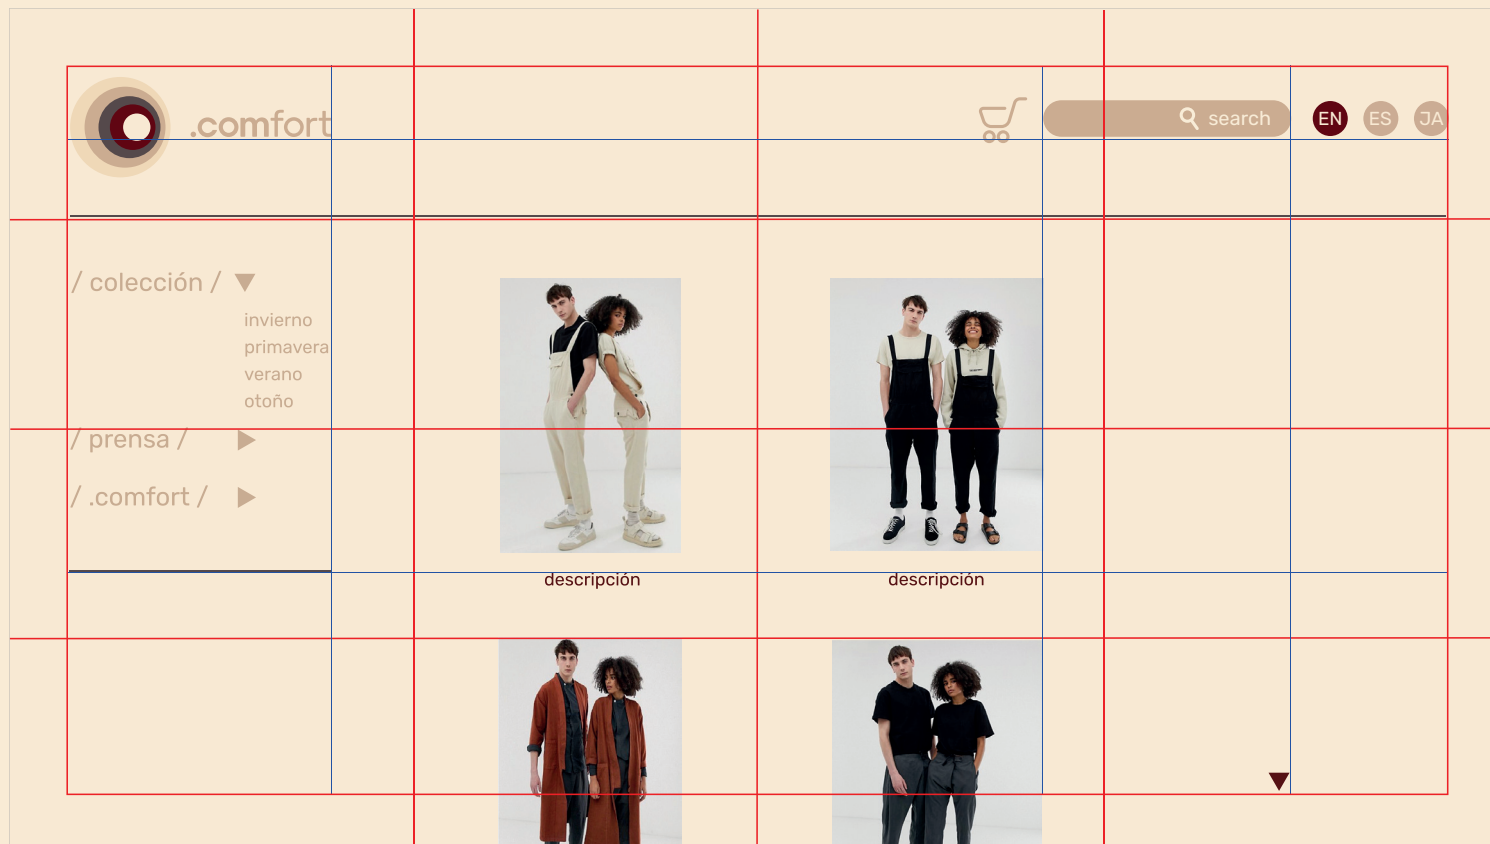 .comfort
search
EN
ES
JA
/ colección /
invierno
primavera
verano
otoño
/ prensa /
/ .comfort /
descripción
descripción